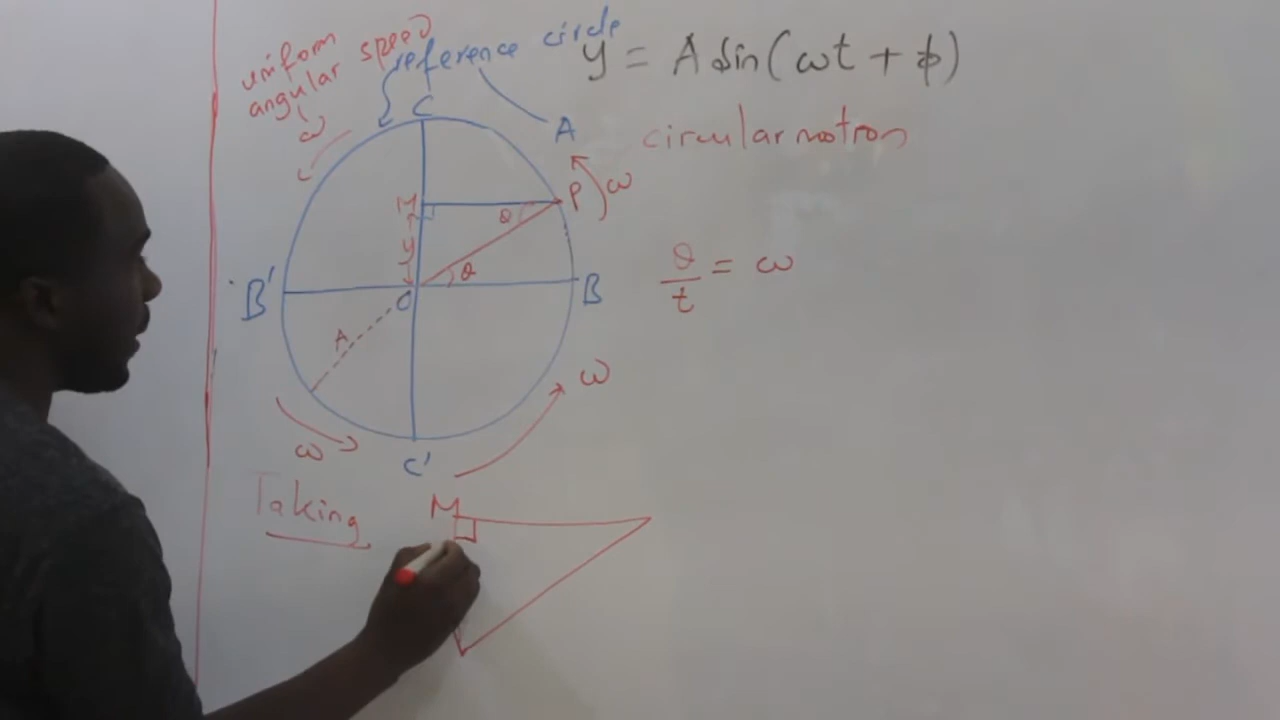 uniform
angular speed
ω
reference circle
y = A sin(ωt + ϕ)
C
A
circular motion
P
ω
M
θ
y
θ
θ/t = ω
B'
O
B
A
ω
ω
C'
Taking
M